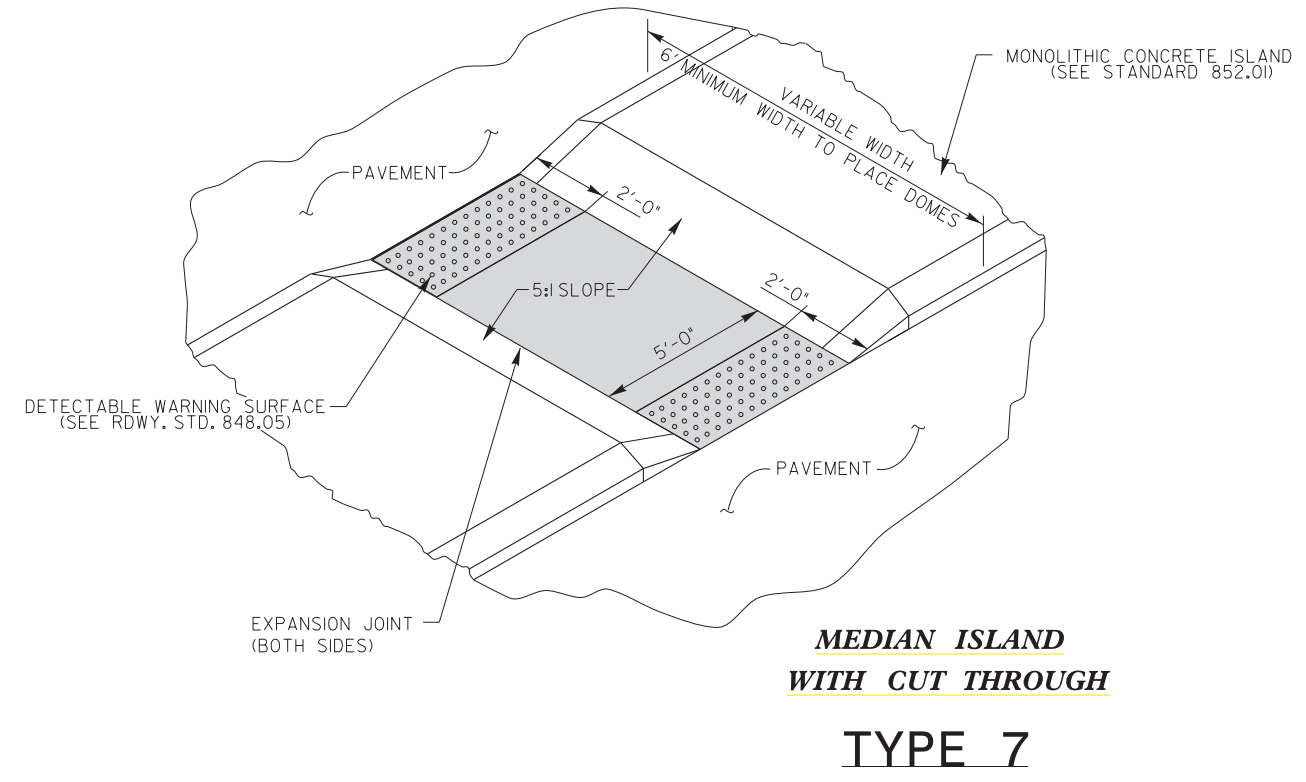 MONOLITHIC CONCRETE ISLAND
(SEE STANDARD 852.01)
VARIABLE WIDTH
6' MINIMUM WIDTH TO PLACE DOMES
PAVEMENT
2'-0"
5:1 SLOPE
2'-0"
5'-0"
DETECTABLE WARNING SURFACE
(SEE RDWY. STD. 848.05)
PAVEMENT
EXPANSION JOINT
(BOTH SIDES)
MEDIAN ISLAND
WITH CUT THROUGH
TYPE 7